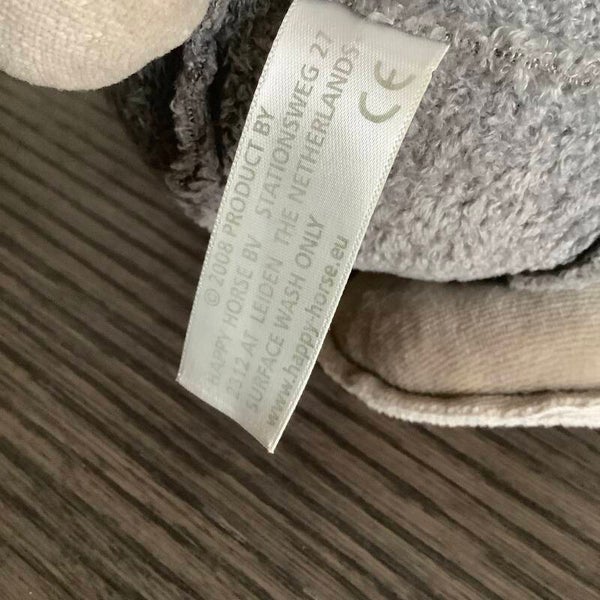 © 2008 PRODUCT BY
HAPPY HORSE BV STATIONSWEG 27
2312 AT LEIDEN THE NETHERLANDS
SURFACE WASH ONLY
www.happy-horse.eu
CE